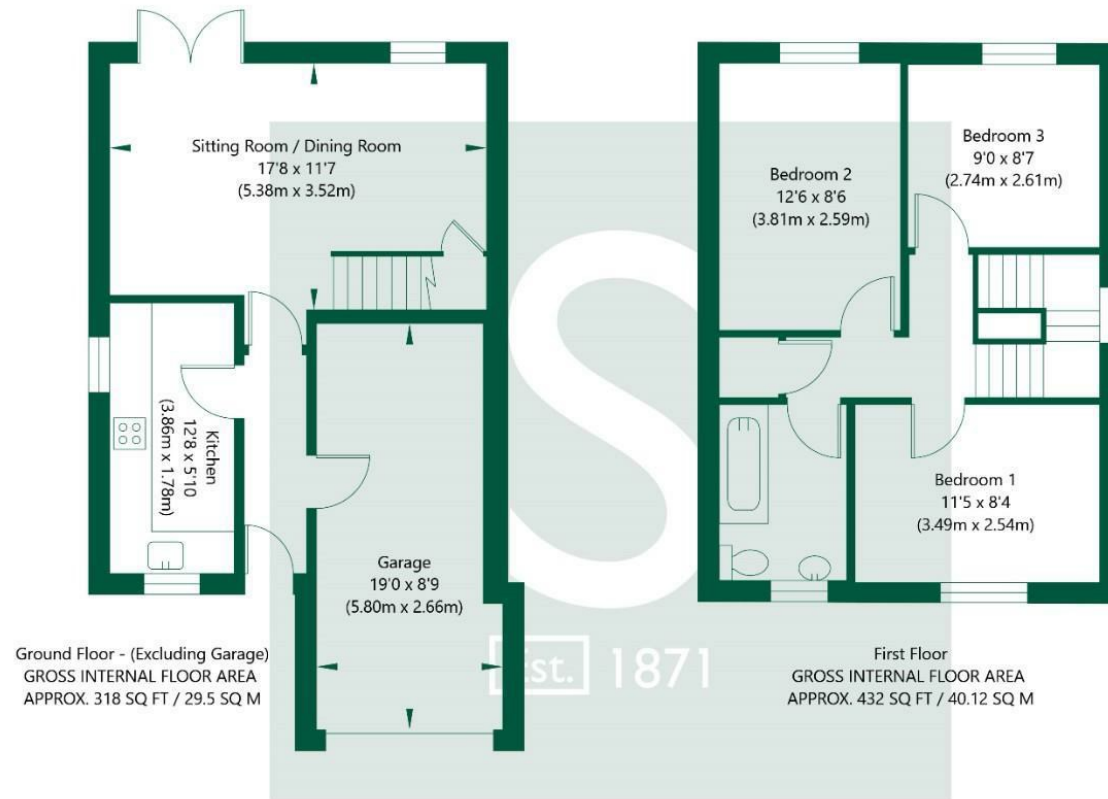 Sitting Room / Dining Room
17'8 x 11'7
(5.38m x 3.52m)
Kitchen
12'8 x 5'10
(3.86m x 1.78m)
Garage
19'0 x 8'9
(5.80m x 2.66m)
Ground Floor - (Excluding Garage)
GROSS INTERNAL FLOOR AREA
APPROX. 318 SQ FT / 29.5 SQ M
Bedroom 2
12'6 x 8'6
(3.81m x 2.59m)
Bedroom 3
9'0 x 8'7
(2.74m x 2.61m)
Bedroom 1
11'5 x 8'4
(3.49m x 2.54m)
First Floor
GROSS INTERNAL FLOOR AREA
APPROX. 432 SQ FT / 40.12 SQ M
S
Est. 1871